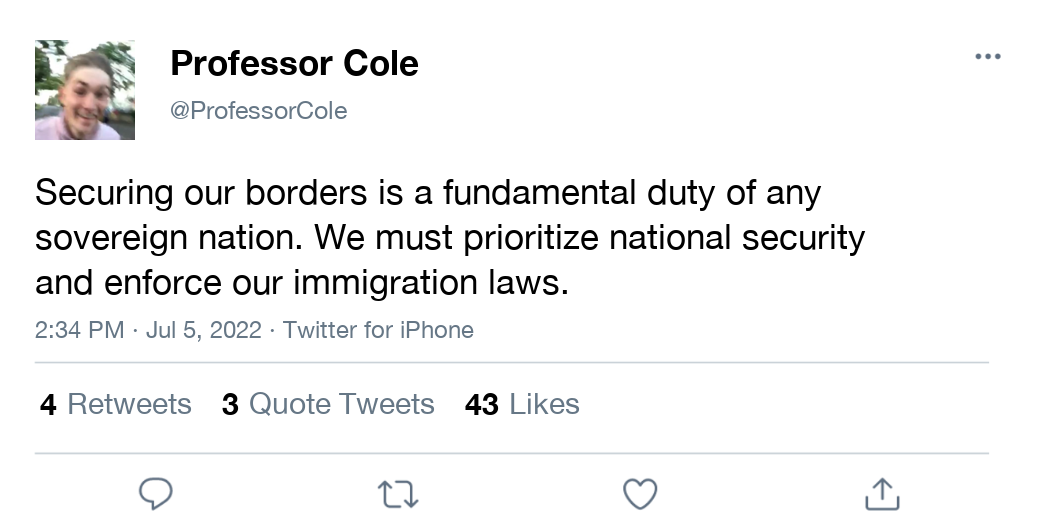 Professor Cole
@ProfessorCole
Securing our borders is a fundamental duty of any
sovereign nation. We must prioritize national security
and enforce our immigration laws.
2:34 PM · Jul 5, 2022 · Twitter for iPhone
4 Retweets 3 Quote Tweets 43 Likes